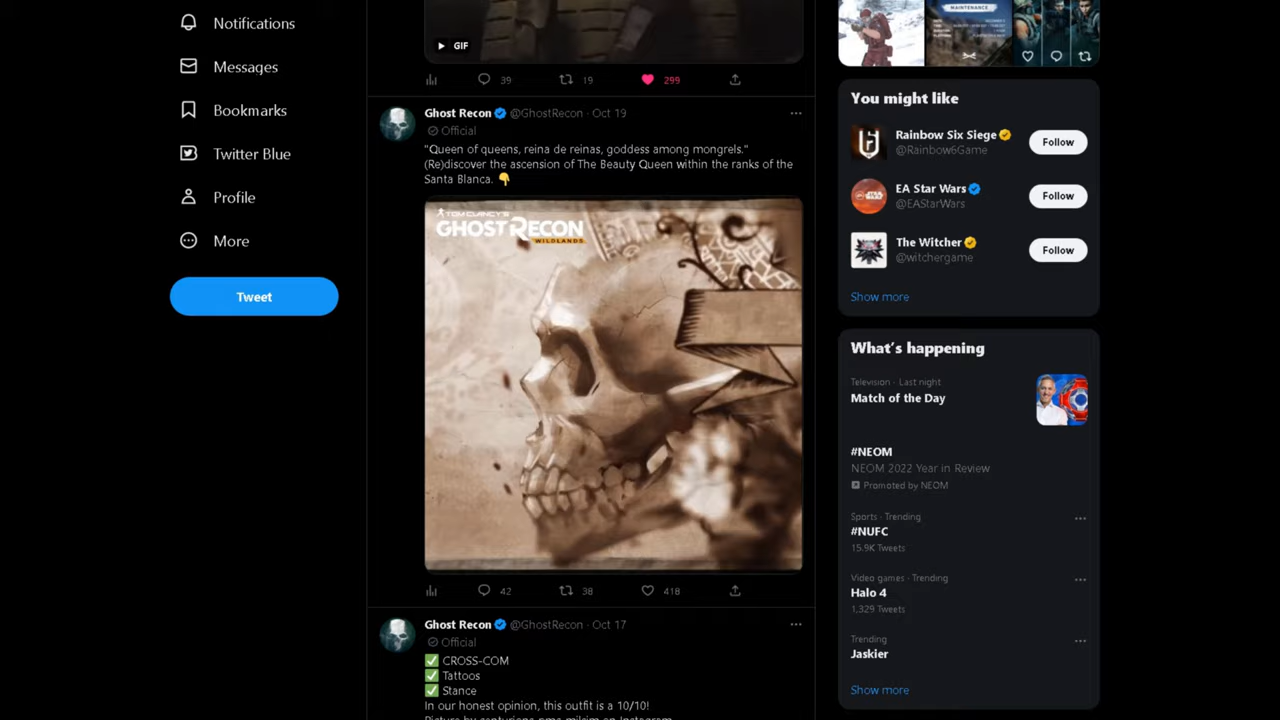 Notifications
Messages
Bookmarks
Twitter Blue
Profile
More
Tweet
GIF
39
19
299
Ghost Recon @GhostRecon · Oct 19
Official
"Queen of queens, reina de reinas, goddess among mongrels."
(Re)discover the ascension of The Beauty Queen within the ranks of the
Santa Blanca. 👇
TOM CLANCY'S
GHOST RECON
WILDLANDS
42
38
418
Ghost Recon @GhostRecon · Oct 17
Official
✅ CROSS-COM
✅ Tattoos
✅ Stance
In our honest opinion, this outfit is a 10/10!
MAINTENANCE
You might like
Rainbow Six Siege
@Rainbow6Game
Follow
EA Star Wars
@EAStarWars
Follow
The Witcher
@witchergame
Follow
Show more
What's happening
Television · Last night
Match of the Day
#NEOM
NEOM 2022 Year in Review
Promoted by NEOM
Sports · Trending
#NUFC
15.9K Tweets
Video games · Trending
Halo 4
1,329 Tweets
Trending
Jaskier
Show more